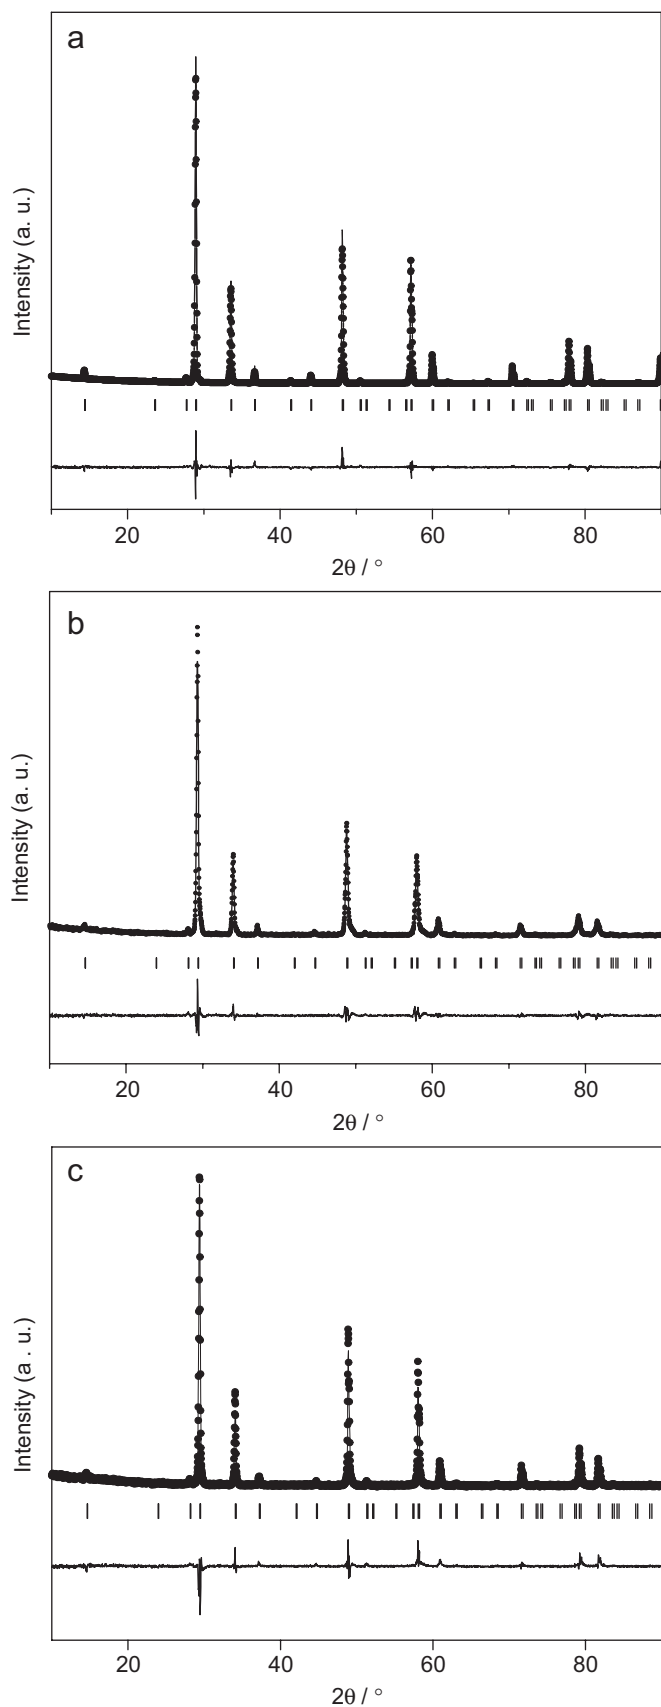 a
Intensity (a. u.)
20 40 60 80
2θ / °
b
Intensity (a. u.)
20 40 60 80
2θ / °
c
Intensity (a . u.)
20 40 60 80
2θ / °